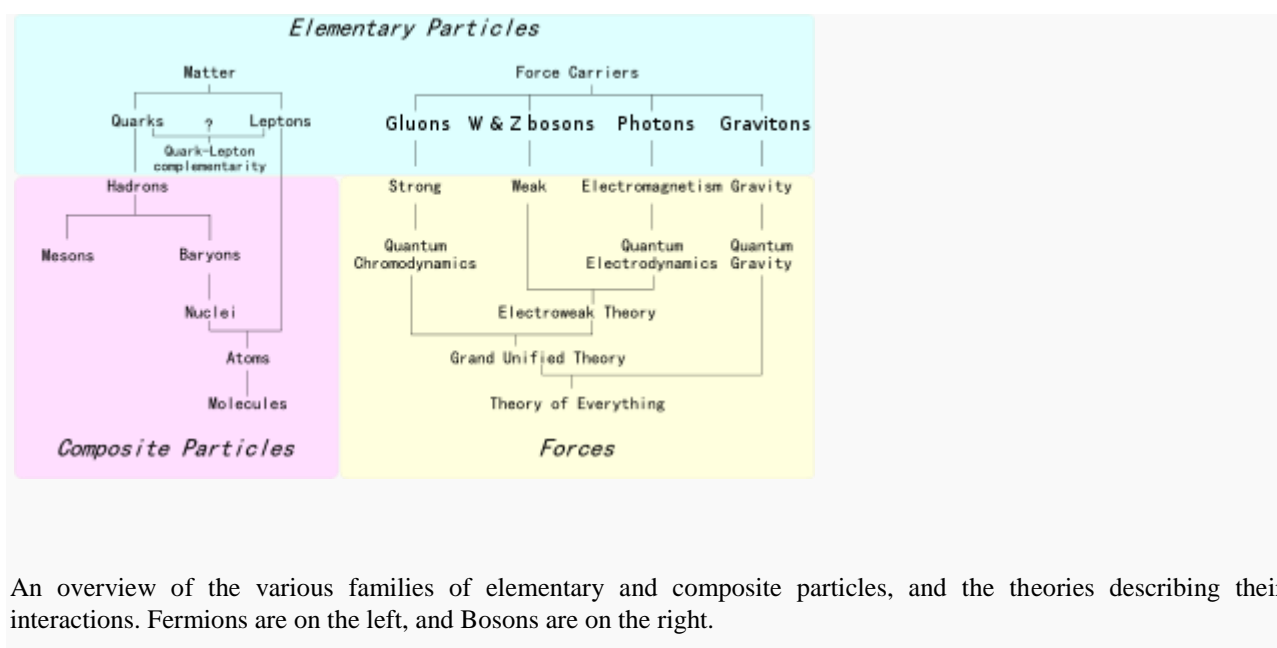 Elementary Particles
Matter Force Carriers
Quarks ? Leptons Gluons W & Z bosons Photons Gravitons
Quark-Lepton
complementarity
Hadrons Strong Weak Electromagnetism Gravity
Mesons Baryons Quantum Quantum Quantum
Chromodynamics Electrodynamics Gravity
Nuclei Electroweak Theory
Atoms Grand Unified Theory
Molecules Theory of Everything
Composite Particles Forces
An overview of the various families of elementary and composite particles, and the theories describing their
interactions. Fermions are on the left, and Bosons are on the right.